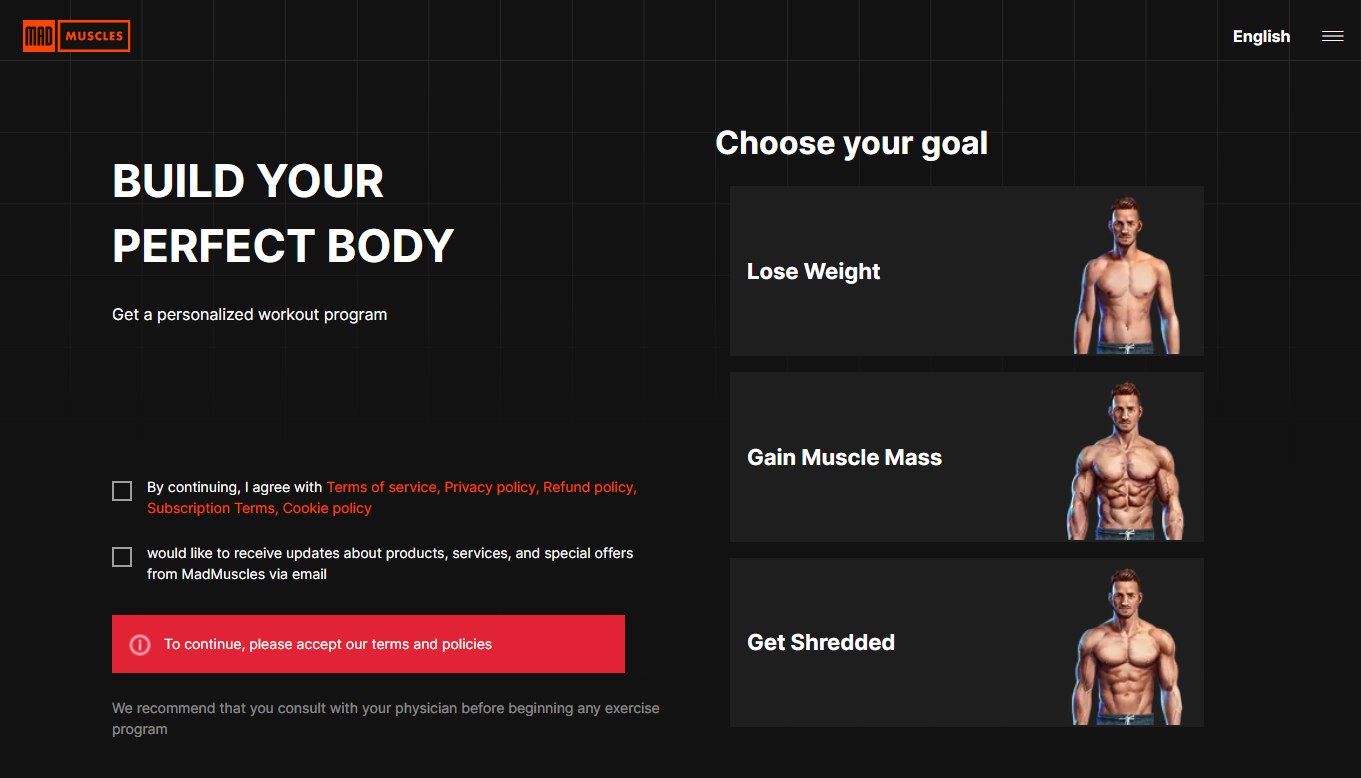 MAD MUSCLES
English
BUILD YOUR
PERFECT BODY
Get a personalized workout program
By continuing, I agree with Terms of service, Privacy policy, Refund policy,
Subscription Terms, Cookie policy
would like to receive updates about products, services, and special offers
from MadMuscles via email
To continue, please accept our terms and policies
We recommend that you consult with your physician before beginning any exercise
program
Choose your goal
Lose Weight
Gain Muscle Mass
Get Shredded